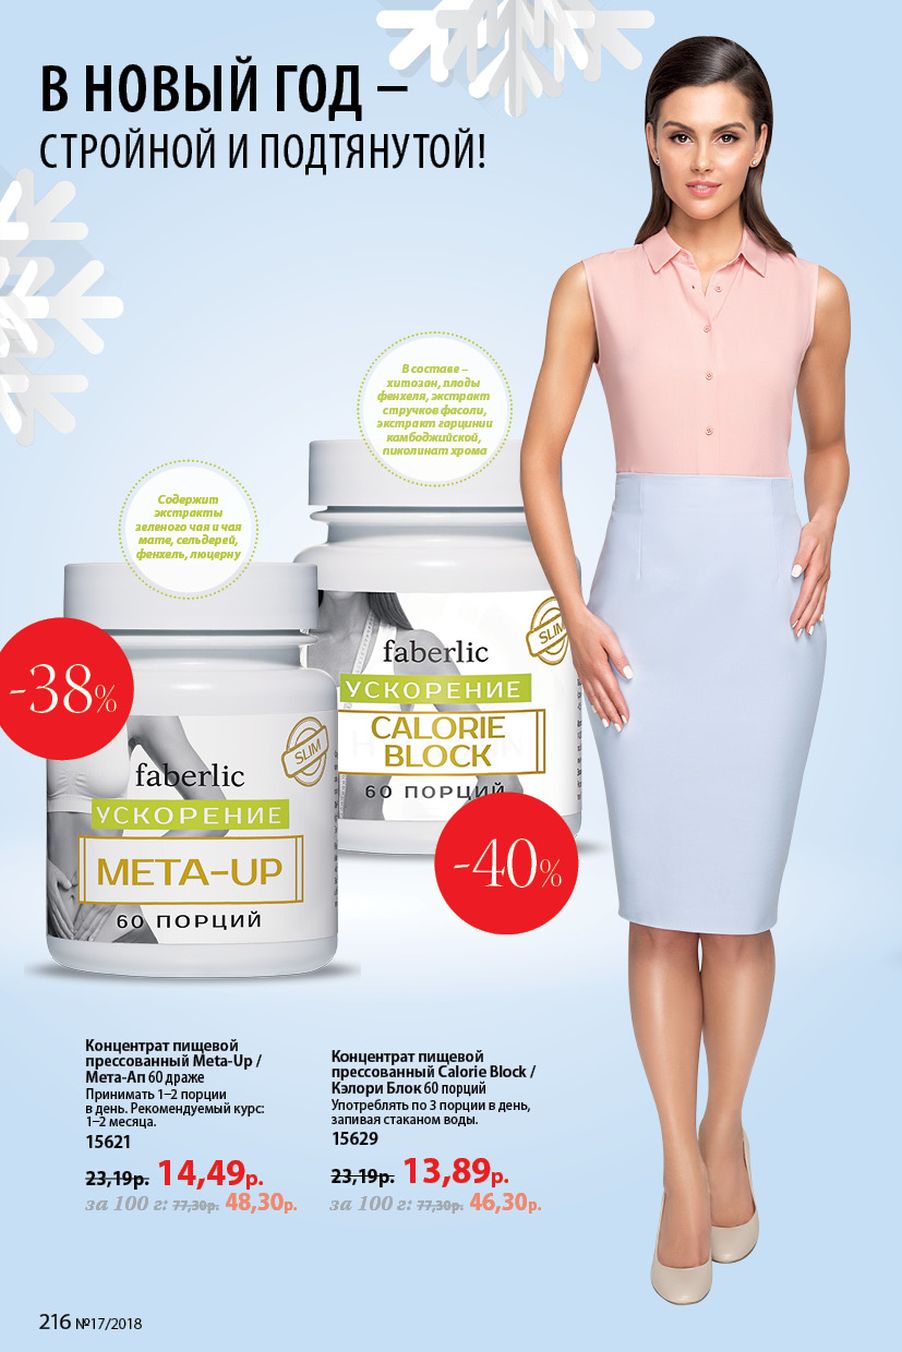 В НОВЫЙ ГОД –
СТРОЙНОЙ И ПОДТЯНУТОЙ!
В составе –
хитозан, плоды
фенхеля, экстракт
стручков фасоли,
экстракт гарцинии
камбоджийской,
пиколинат хрома
Содержит
экстракты
зеленого чая и чая
мате, сельдерей,
фенхель, люцерну
-38%
faberlic
УСКОРЕНИЕ
CALORIE
BLOCK
60 ПОРЦИЙ
SLIM
-40%
faberlic
УСКОРЕНИЕ
META-UP
60 ПОРЦИЙ
SLIM
Концентрат пищевой
прессованный Meta-Up /
Мета-Ап 60 драже
Принимать 1–2 порции
в день. Рекомендуемый курс:
1–2 месяца.
15621
23,19р. 14,49р.
за 100 г: 77,30р. 48,30р.
Концентрат пищевой
прессованный Calorie Block /
Кэлори Блок 60 порций
Употреблять по 3 порции в день,
запивая стаканом воды.
15629
23,19р. 13,89р.
за 100 г: 77,30р. 46,30р.
216 №17/2018